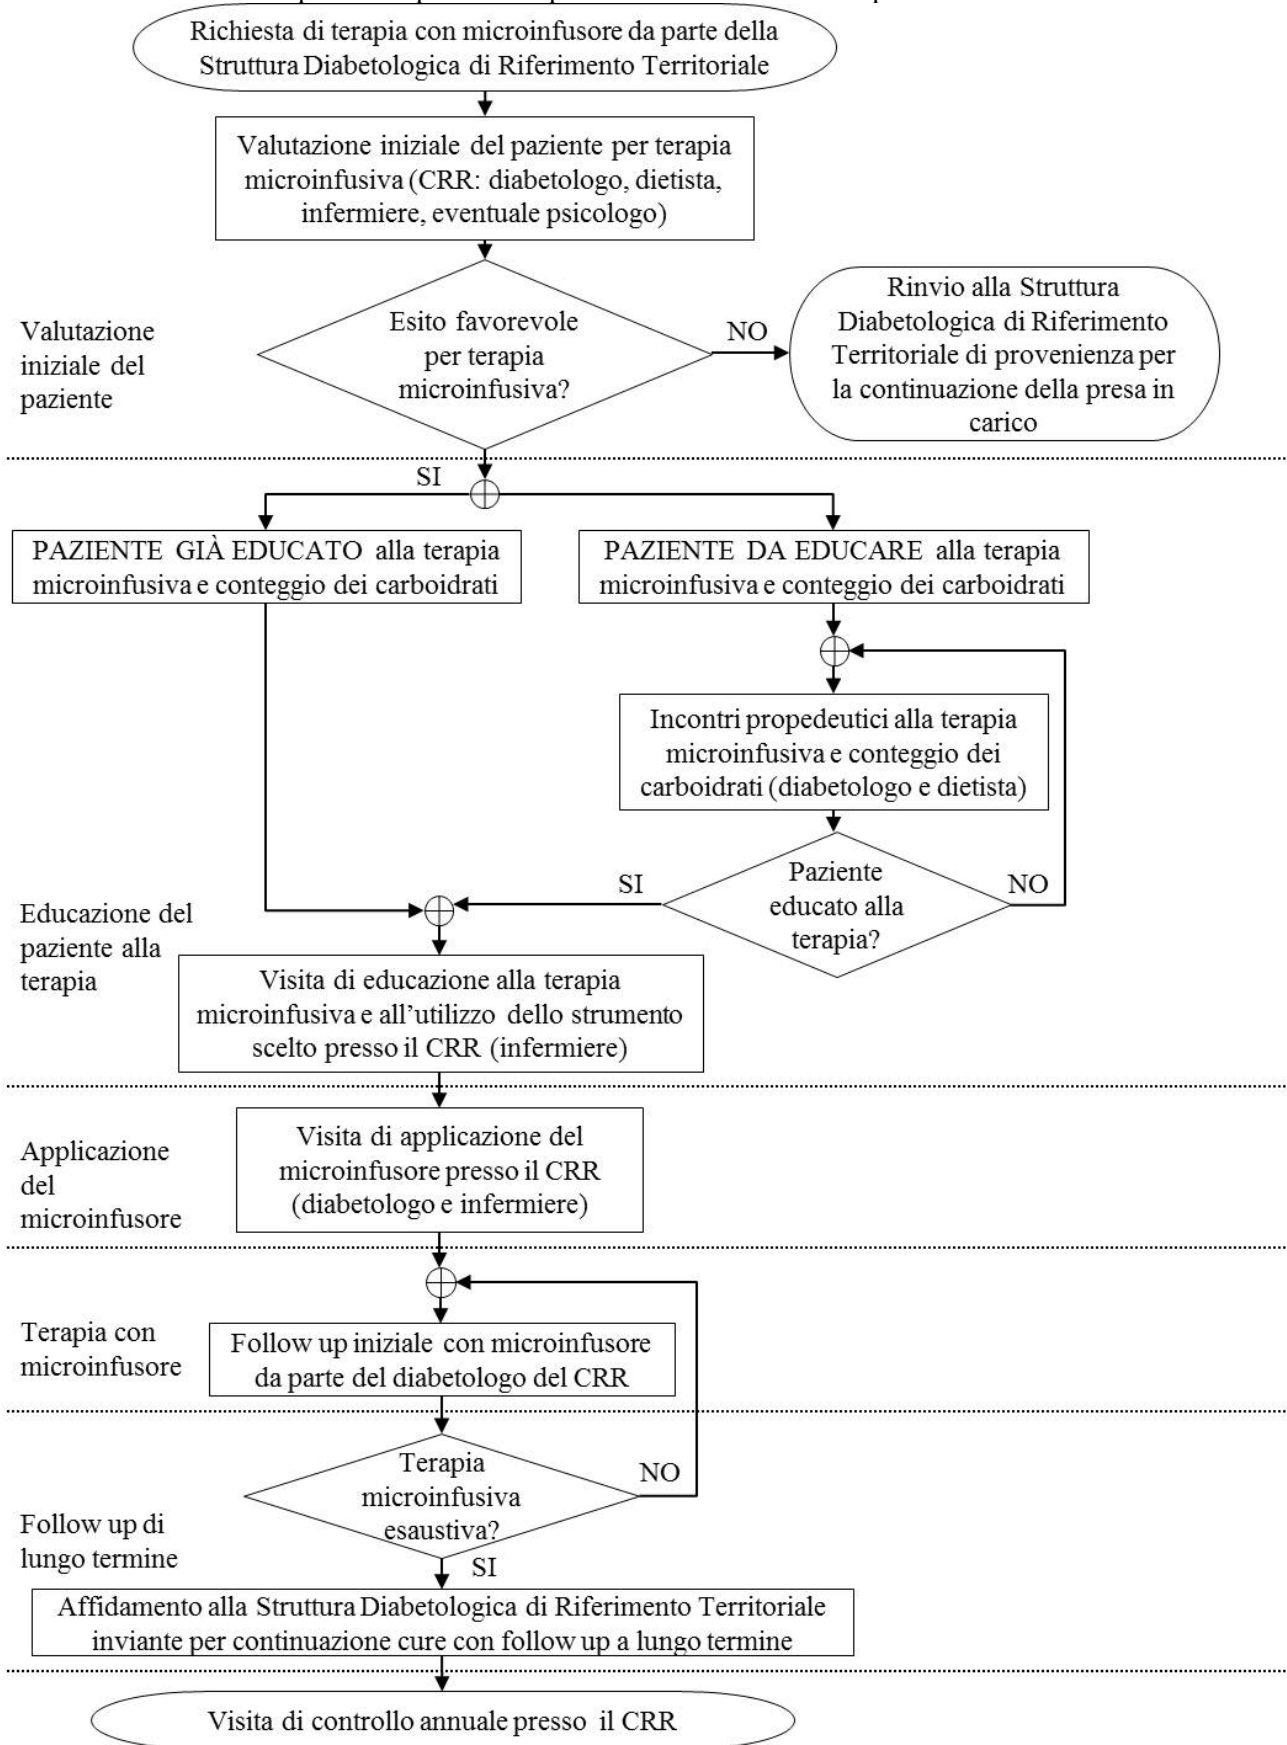 Richiesta di terapia con microinfusore da parte della
Struttura Diabetologica di Riferimento Territoriale
Valutazione iniziale del paziente per terapia
microinfusiva (CRR: diabetologo, dietista,
infermiere, eventuale psicologo)
Valutazione
iniziale del
paziente
Esito favorevole
per terapia
microinfusiva?
NO
Rinvio alla Struttura
Diabetologica di Riferimento
Territoriale di provenienza per
la continuazione della presa in
carico
SI
PAZIENTE GIÀ EDUCATO alla terapia
microinfusiva e conteggio dei carboidrati
PAZIENTE DA EDUCARE alla terapia
microinfusiva e conteggio dei carboidrati
Incontri propedeutici alla terapia
microinfusiva e conteggio dei
carboidrati (diabetologo e dietista)
Paziente
educato alla
terapia?
SI
NO
Educazione del
paziente alla
terapia
Visita di educazione alla terapia
microinfusiva e all’utilizzo dello strumento
scelto presso il CRR (infermiere)
Applicazione
del
microinfusore
Visita di applicazione del
microinfusore presso il CRR
(diabetologo e infermiere)
Terapia con
microinfusore
Follow up iniziale con microinfusore
da parte del diabetologo del CRR
Terapia
microinfusiva
esaustiva?
NO
Follow up di
lungo termine
SI
Affidamento alla Struttura Diabetologica di Riferimento Territoriale
inviante per continuazione cure con follow up a lungo termine
Visita di controllo annuale presso il CRR